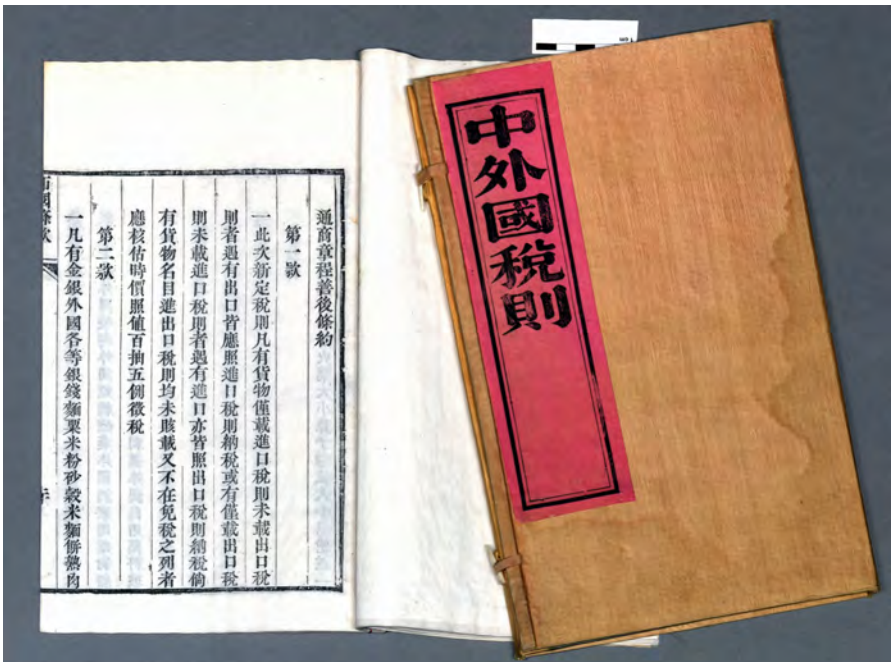 中外國稅則
通商章程善後條約
第一款
一此次新定稅則凡有貨物僅載進口稅則未載出口稅
則者遇有出口皆應照進口稅則納稅或有僅載出口稅
則未載進口稅則者遇有進口亦皆照出口稅則納稅倘
有貨物名目進出口稅則均未賅載又不在免稅之列者
應核估時價照值百抽五例徵稅
第二款
一凡有金銀外國各等銀錢麵粟米粉砂穀米麵餅熟肉